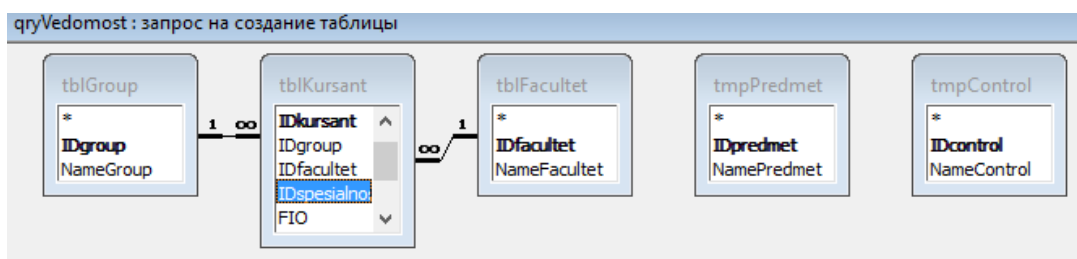 qryVedomost : запрос на создание таблицы
tblGroup
*
IDgroup
NameGroup
1 ∞
tblKursant
IDkursant
IDgroup
IDfacultet
IDspesialno
FIO
∞ 1
tblFacultet
*
IDfacultet
NameFacultet
tmpPredmet
*
IDpredmet
NamePredmet
tmpControl
*
IDcontrol
NameControl